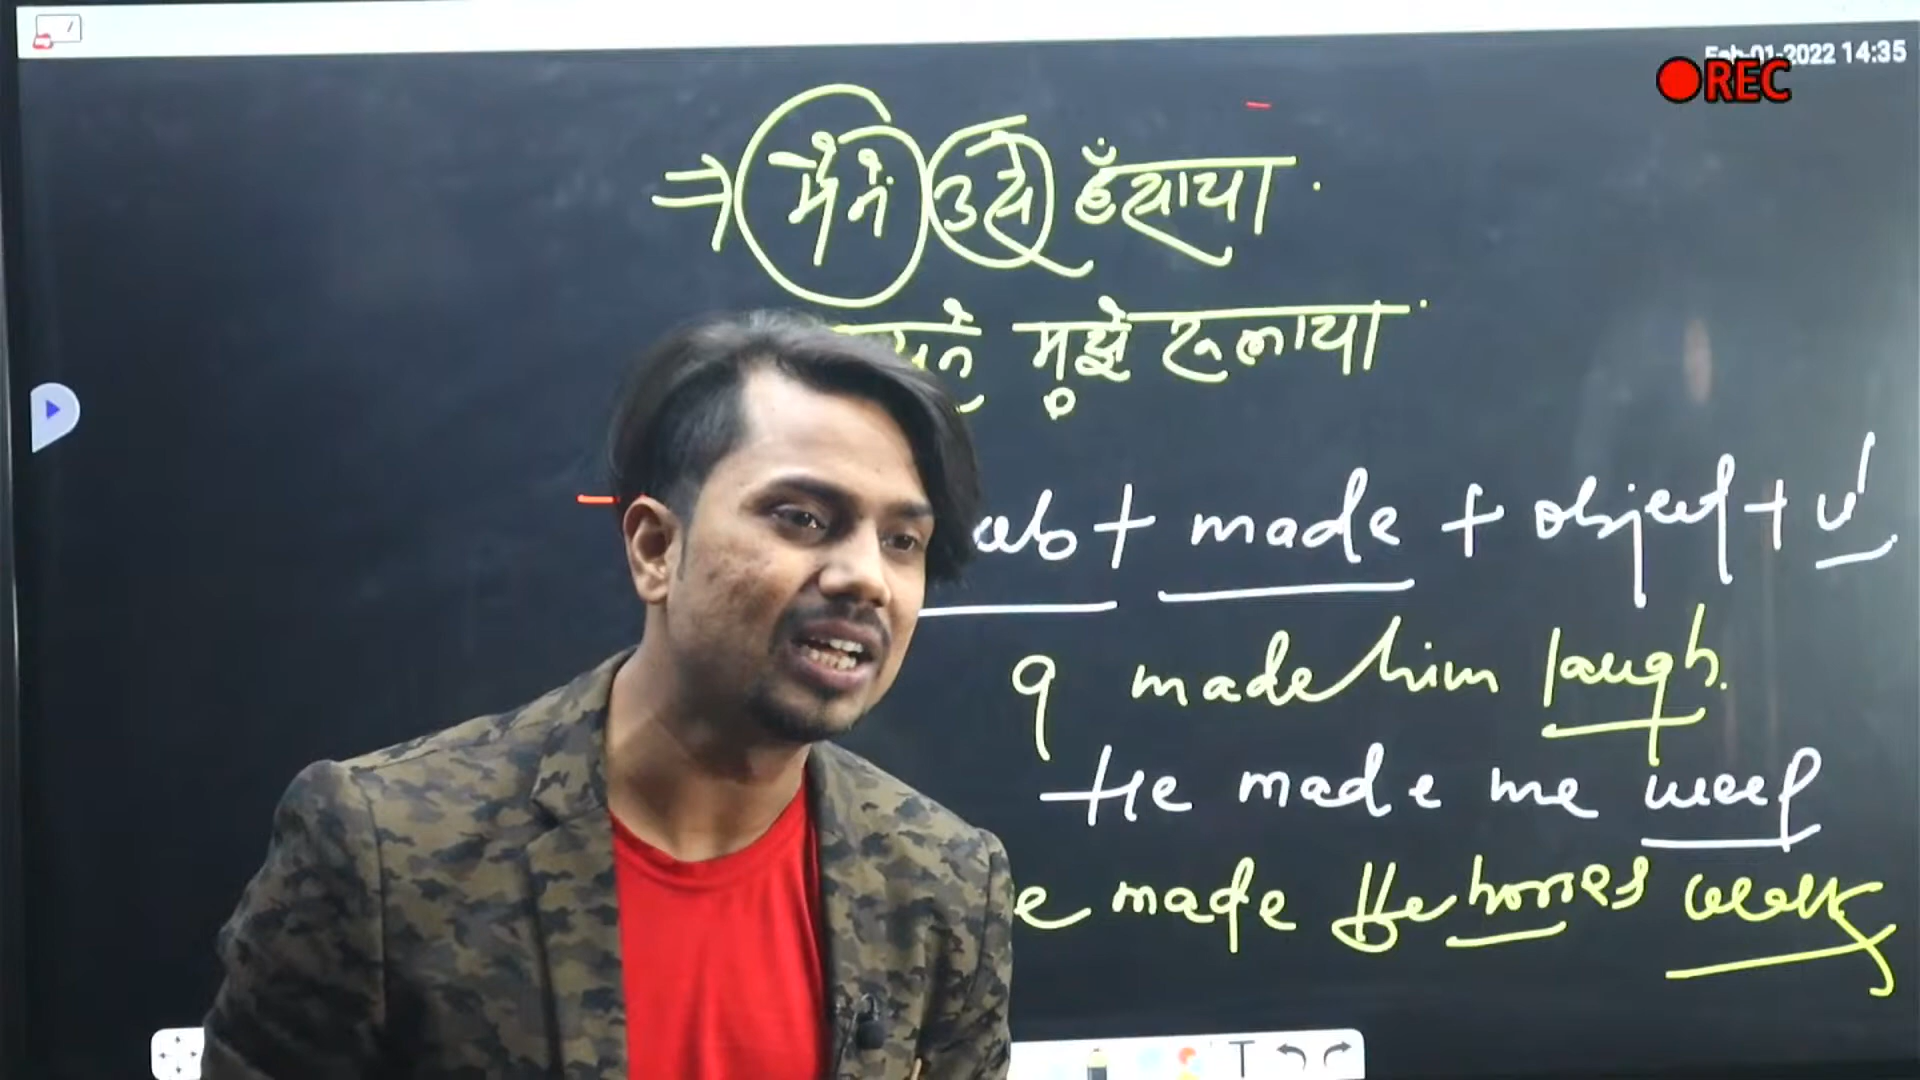 Feb-01-2022 14:35
REC
⇒ मैंने उसे हँसाया.
मुझे रूलाया.
+ made + object + v1
I made him laugh.
He made me weep
made the horses walk
T